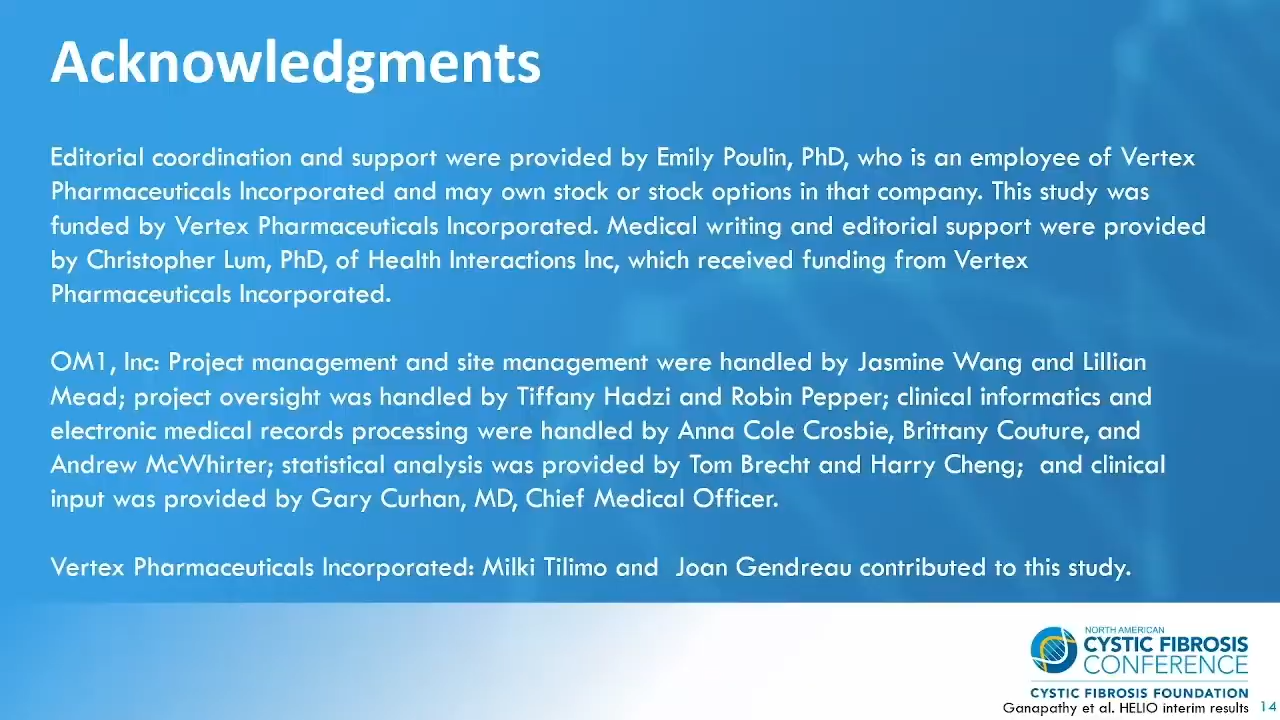 Acknowledgments
Editorial coordination and support were provided by Emily Poulin, PhD, who is an employee of Vertex
Pharmaceuticals Incorporated and may own stock or stock options in that company. This study was
funded by Vertex Pharmaceuticals Incorporated. Medical writing and editorial support were provided
by Christopher Lum, PhD, of Health Interactions Inc, which received funding from Vertex
Pharmaceuticals Incorporated.
OM1, Inc: Project management and site management were handled by Jasmine Wang and Lillian
Mead; project oversight was handled by Tiffany Hadzi and Robin Pepper; clinical informatics and
electronic medical records processing were handled by Anna Cole Crosbie, Brittany Couture, and
Andrew McWhirter; statistical analysis was provided by Tom Brecht and Harry Cheng;  and clinical
input was provided by Gary Curhan, MD, Chief Medical Officer.
Vertex Pharmaceuticals Incorporated: Milki Tilimo and  Joan Gendreau contributed to this study.
NORTH AMERICAN
CYSTIC FIBROSIS
CONFERENCE
CYSTIC FIBROSIS FOUNDATION
Ganapathy et al. HELIO interim results 14